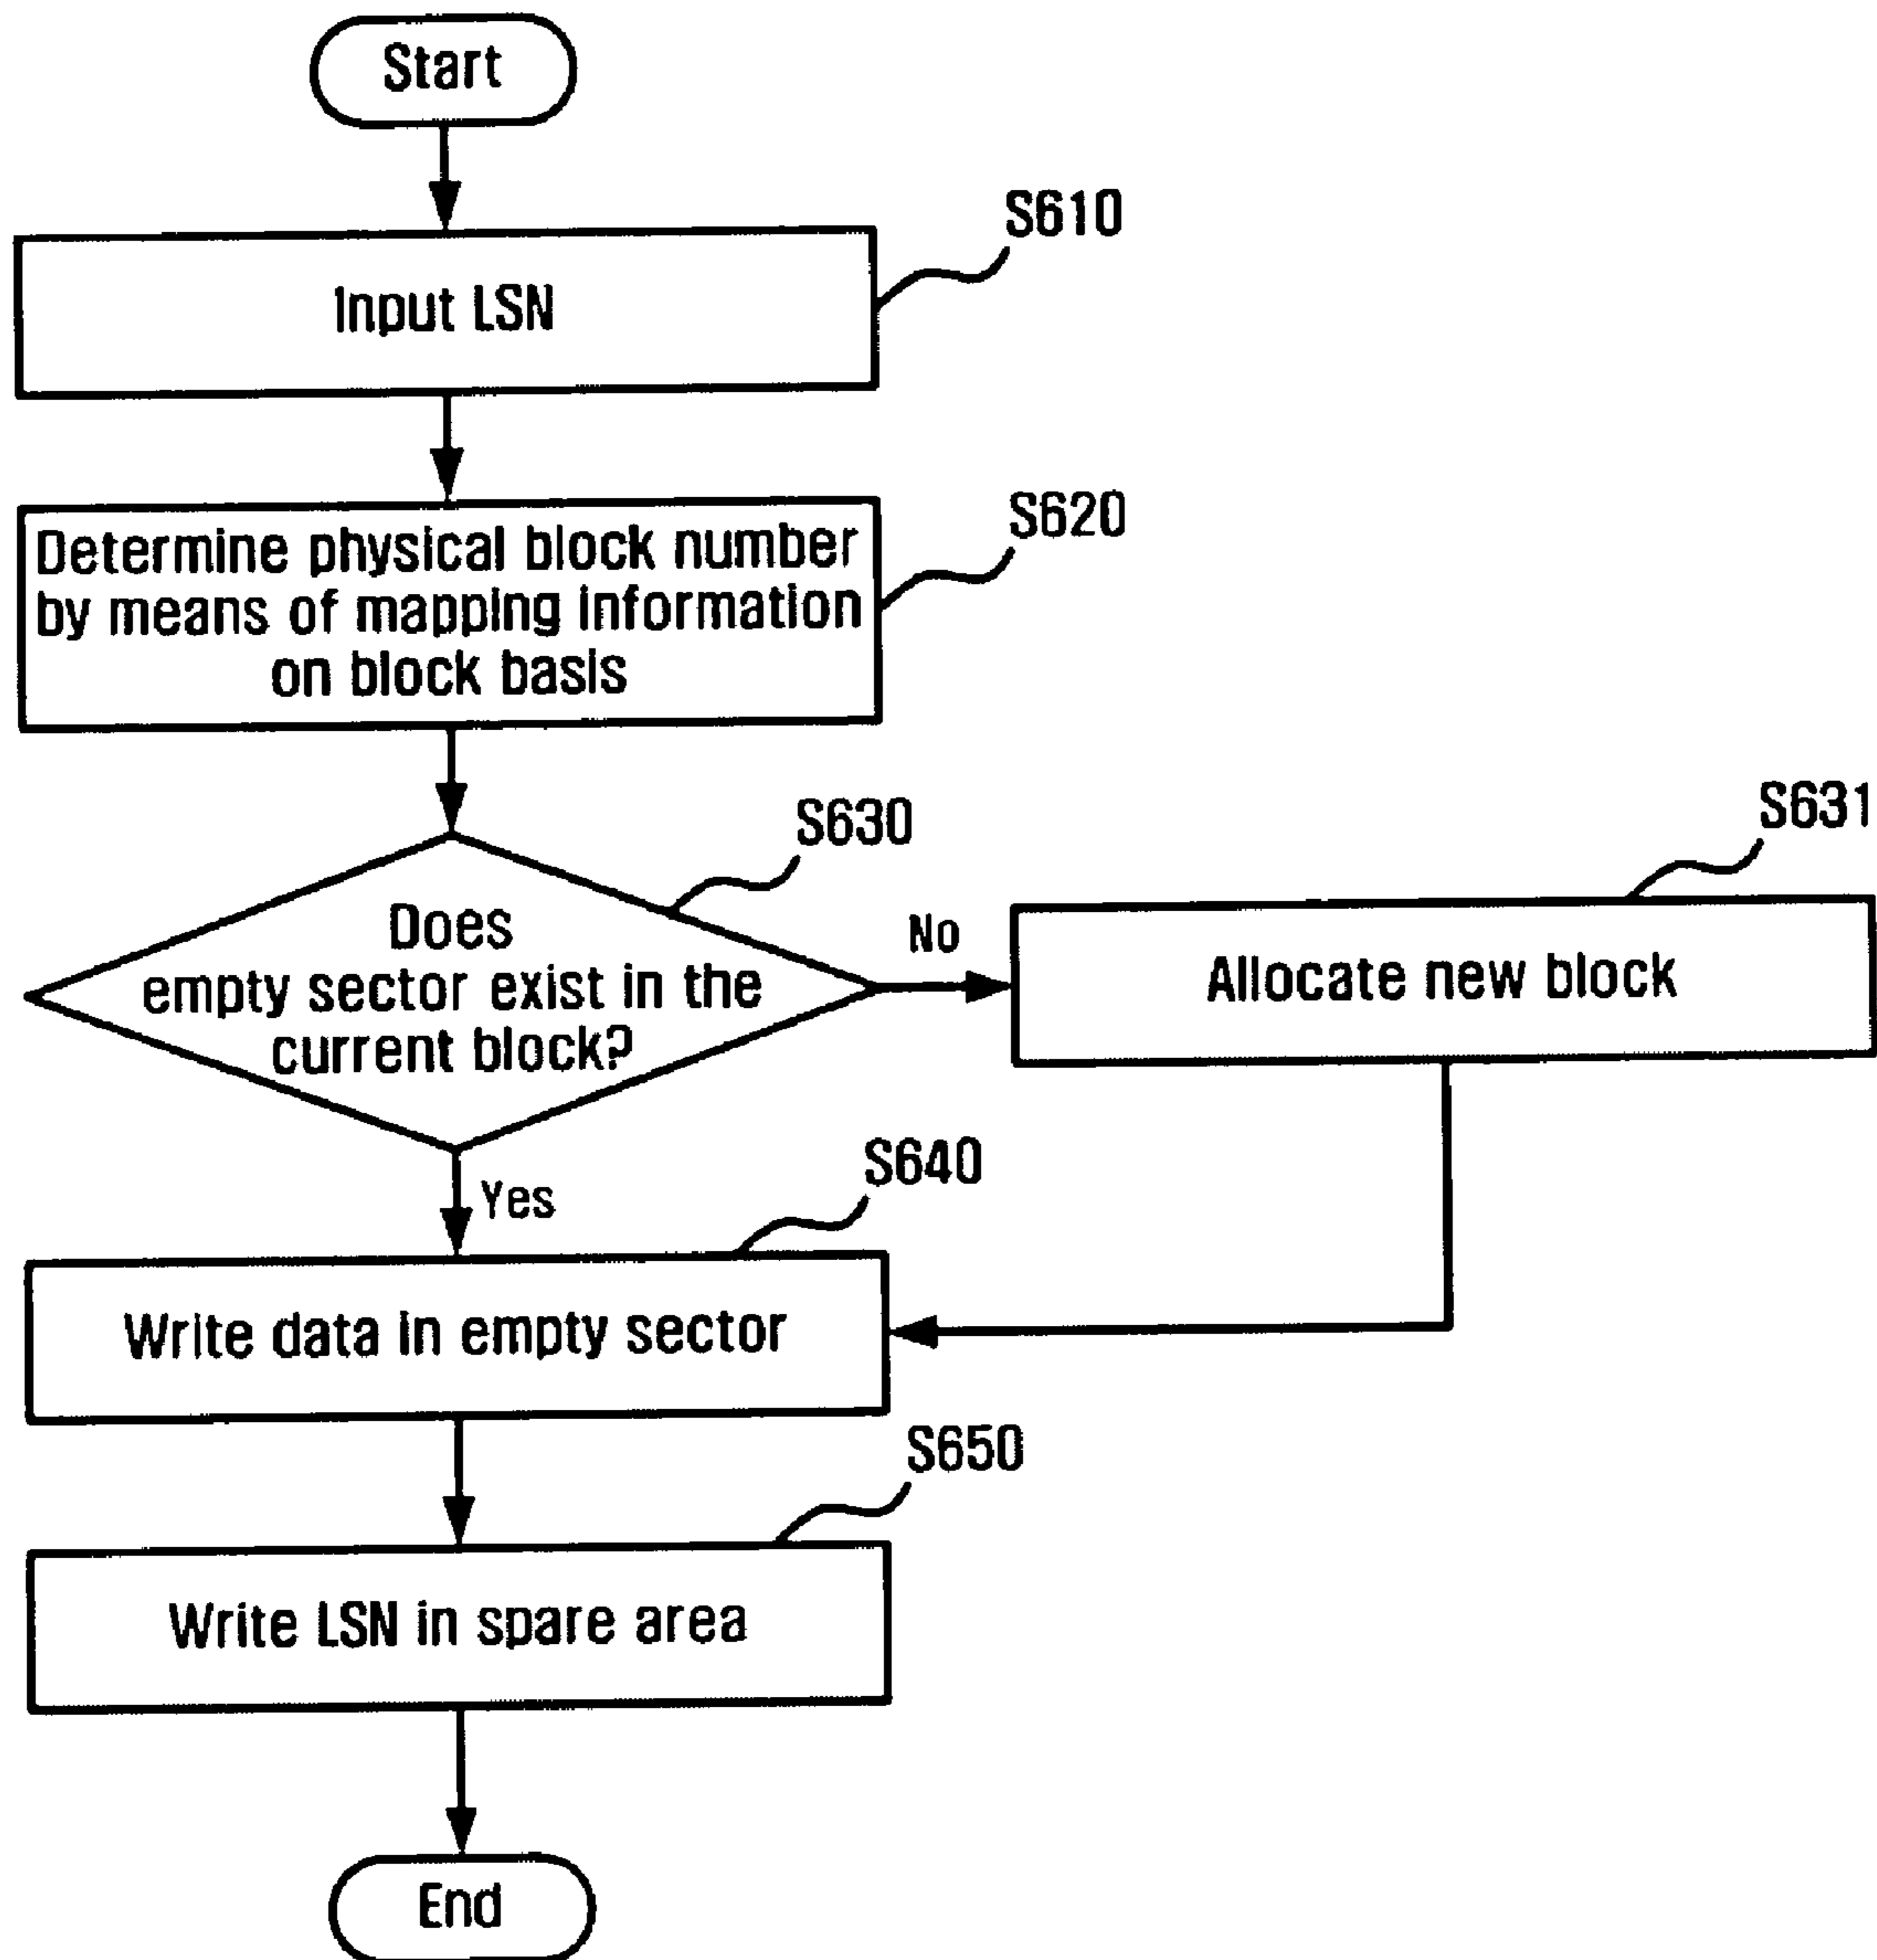 Start
S610
Input LSN
S620
Determine physical block number
by means of mapping information
on block basis
S630
Does
empty sector exist in the
current block?
No
S631
Allocate new block
Yes
S640
Write data in empty sector
S650
Write LSN in spare area
End